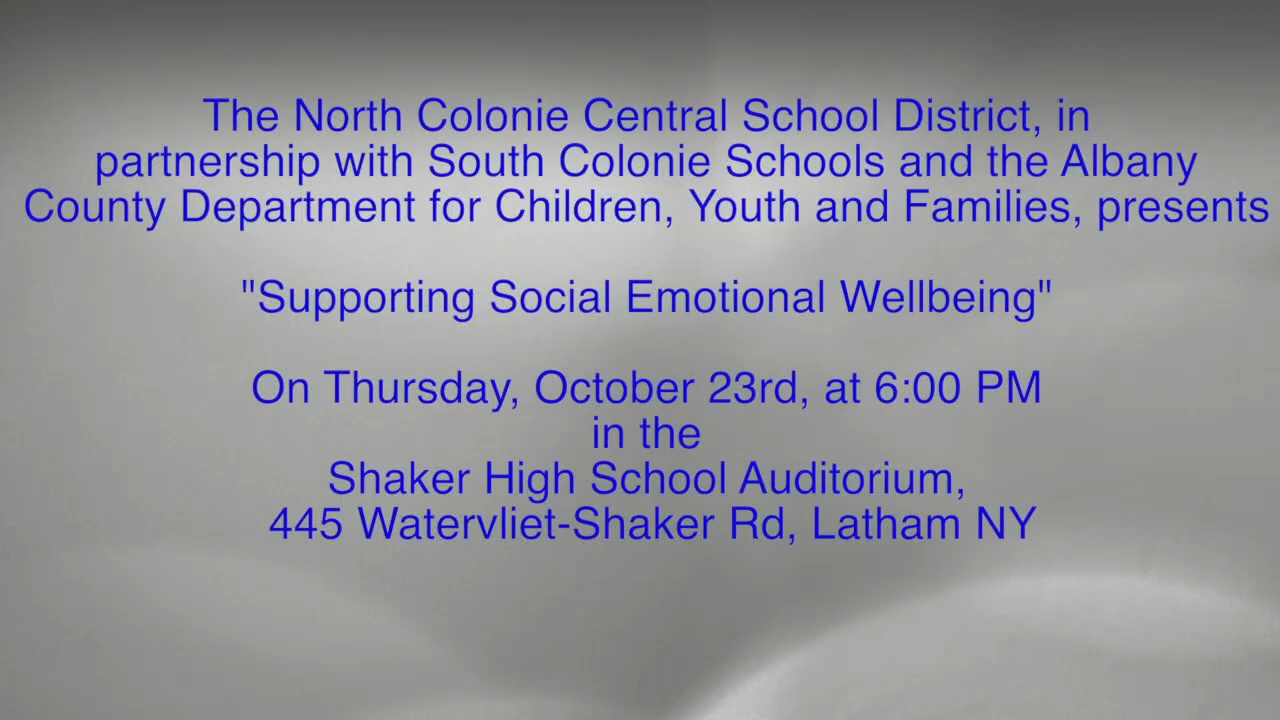 The North Colonie Central School District, in
partnership with South Colonie Schools and the Albany
County Department for Children, Youth and Families, presents
"Supporting Social Emotional Wellbeing"
On Thursday, October 23rd, at 6:00 PM
in the
Shaker High School Auditorium,
445 Watervliet-Shaker Rd, Latham NY